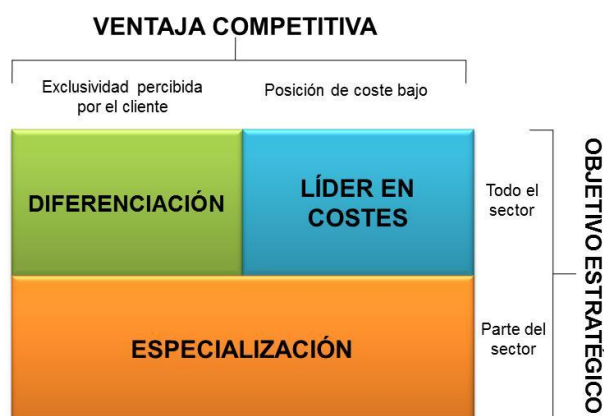 VENTAJA COMPETITIVA
Exclusividad percibida
por el cliente
Posición de coste bajo
DIFERENCIACIÓN
LÍDER EN
COSTES
Todo el
sector
ESPECIALIZACIÓN
Parte del
sector
OBJETIVO ESTRATÉGICO